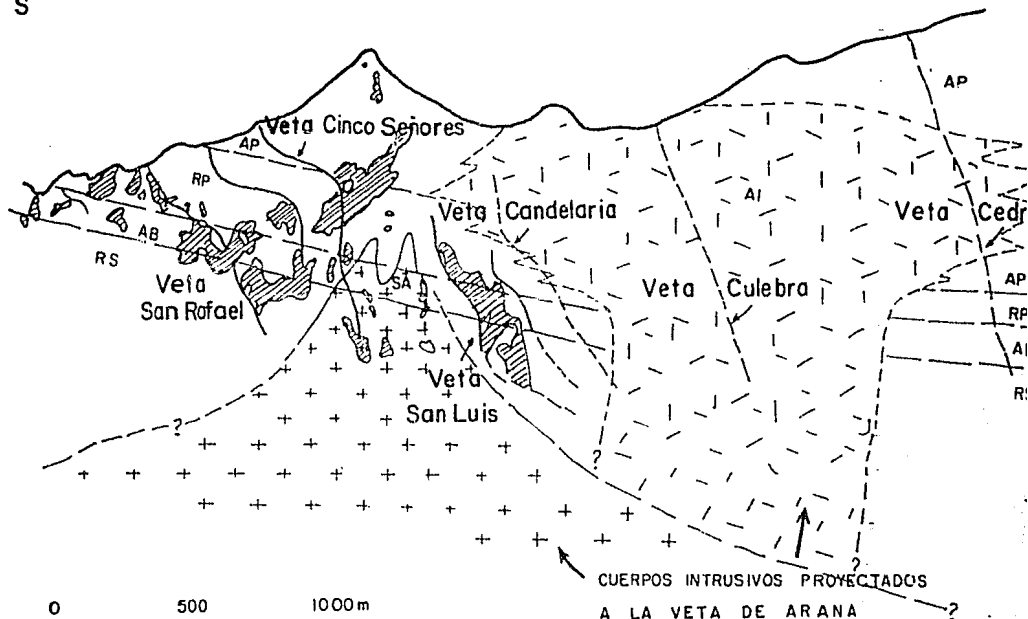 S
AP
Veta Cinco Señores
AP
RP
Veta Candelaria
AI
Veta Cedr
AB
RS
SA
Veta
San Rafael
Veta Culebra
AP
RP
RS
Veta
San Luis
?
?
?
CUERPOS INTRUSIVOS PROYECTADOS
A LA VETA DE ARANA
?
0 500 1000 m